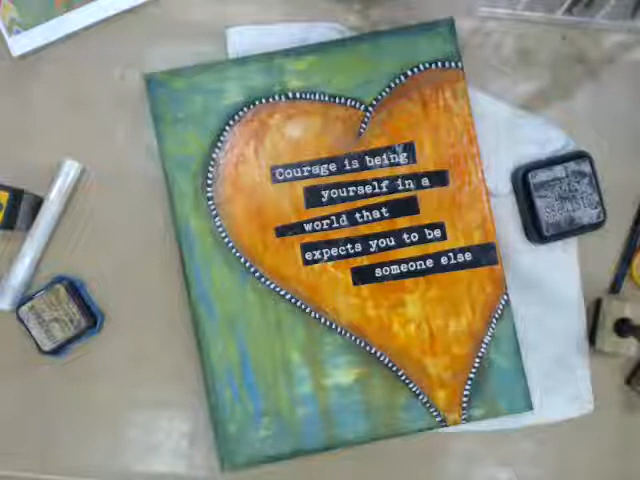 Courage is being
yourself in a
world that
expects you to be
someone else